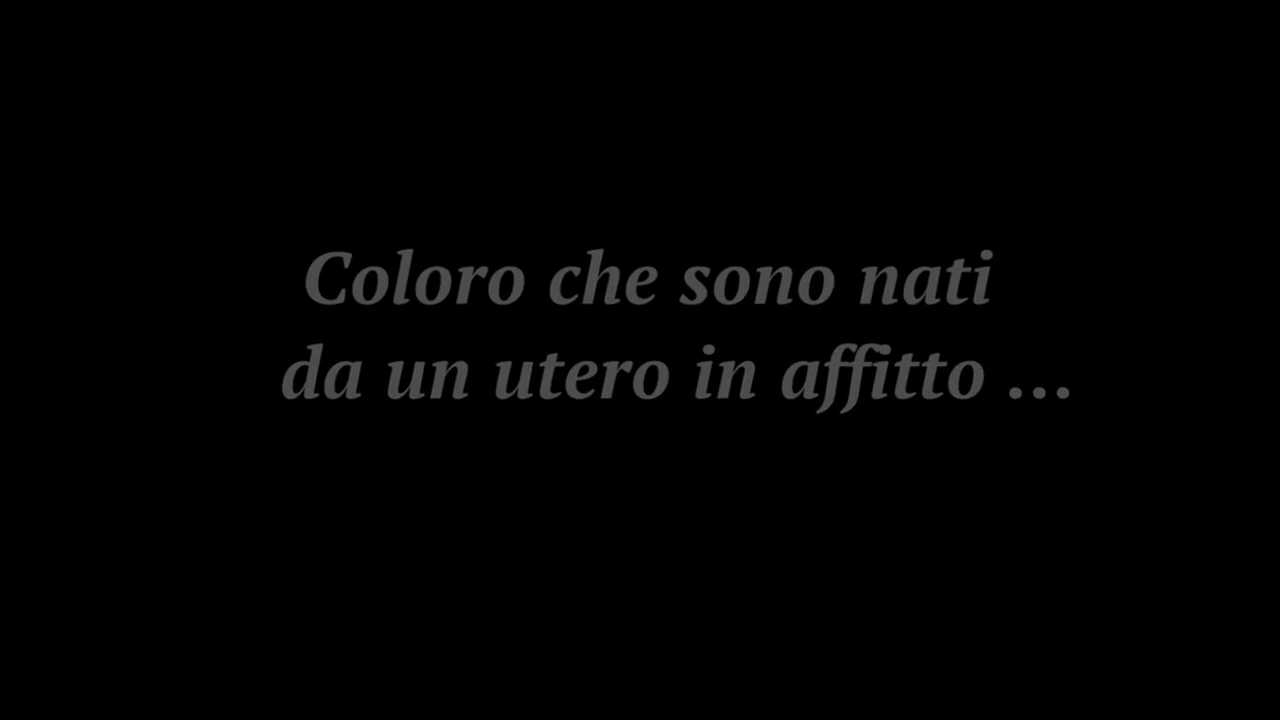 Coloro che sono nati
da un utero in affitto ...